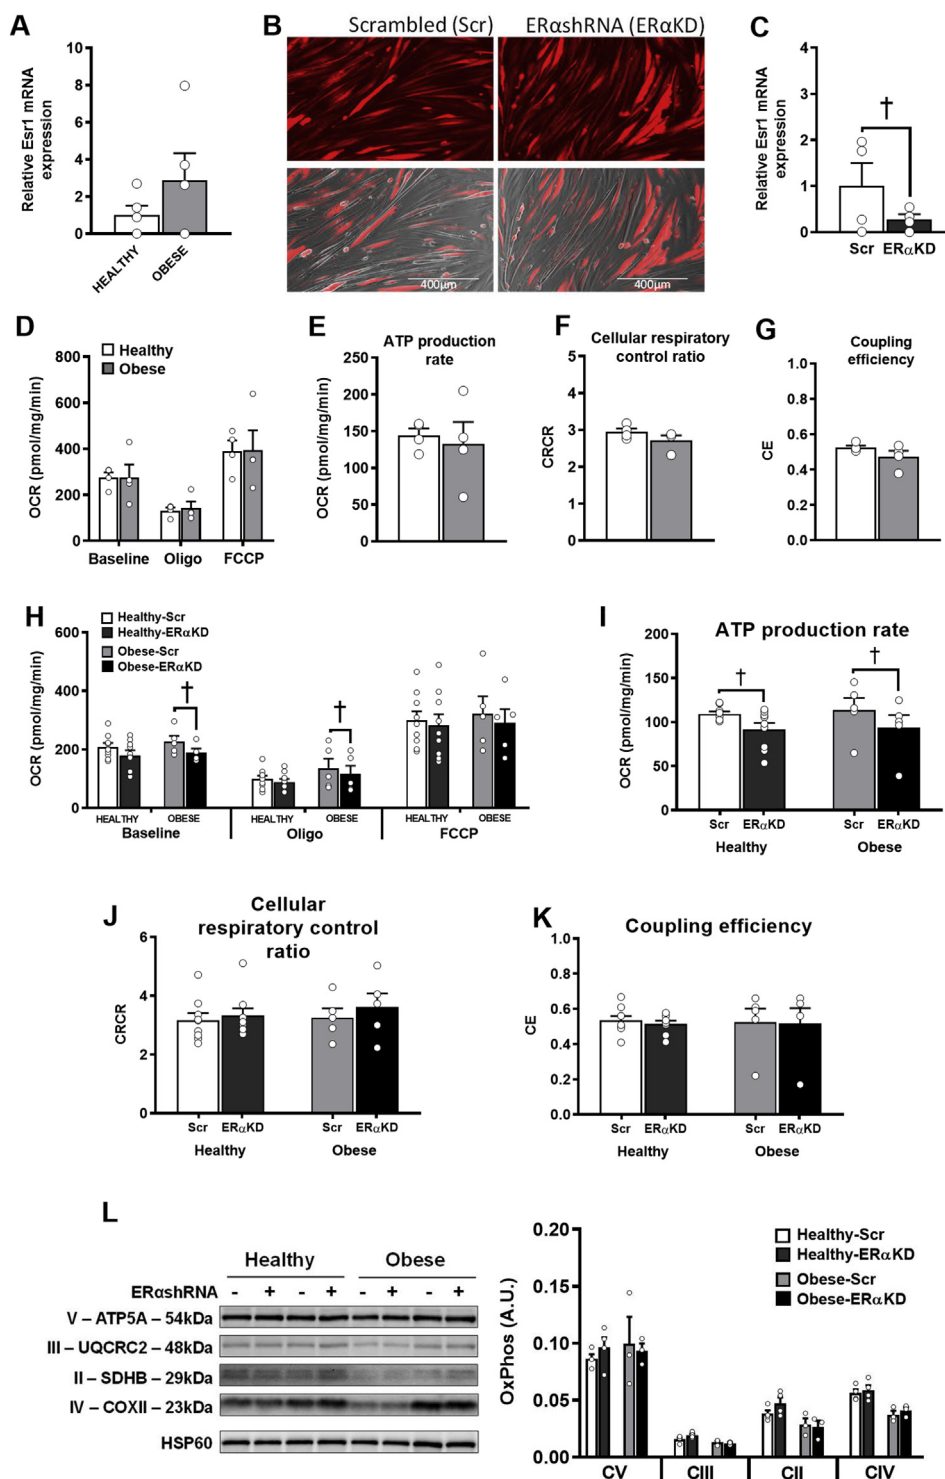 A
Relative Esr1 mRNA
expression
10
8
6
4
2
0
HEALTHY
OBESE
B
Scrambled (Scr)
ERαshRNA (ERαKD)
400µm
400µm
C
Relative Esr1 mRNA
expression
4
3
2
1
0
†
Scr
ERαKD
D
OCR (pmol/mg/min)
800
600
400
200
0
Healthy
Obese
Baseline
Oligo
FCCP
E
ATP production
rate
OCR (pmol/mg/min)
250
200
150
100
50
0
F
Cellular respiratory
control ratio
CRCR
5
4
3
2
1
0
G
Coupling
efficiency
CE
1.0
0.8
0.6
0.4
0.2
0.0
H
Healthy-Scr
Healthy-ERαKD
Obese-Scr
Obese-ERαKD
OCR (pmol/mg/min)
600
400
200
0
†
†
HEALTHY
OBESE
HEALTHY
OBESE
HEALTHY
OBESE
Baseline
Oligo
FCCP
I
ATP production rate
OCR (pmol/mg/min)
200
150
100
50
0
†
†
Scr
ERαKD
Scr
ERαKD
Healthy
Obese
J
Cellular
respiratory control
ratio
CRCR
6
4
2
0
Scr
ERαKD
Scr
ERαKD
Healthy
Obese
K
Coupling efficiency
CE
1.0
0.8
0.6
0.4
0.2
0.0
Scr
ERαKD
Scr
ERαKD
Healthy
Obese
L
Healthy
Obese
ERαshRNA - + - + - + - +
V – ATP5A – 54kDa
III – UQCRC2 – 48kDa
II – SDHB – 29kDa
IV – COXII – 23kDa
HSP60
OxPhos (A.U.)
0.20
0.15
0.10
0.05
0.00
Healthy-Scr
Healthy-ERαKD
Obese-Scr
Obese-ERαKD
CV
CIII
CII
CIV